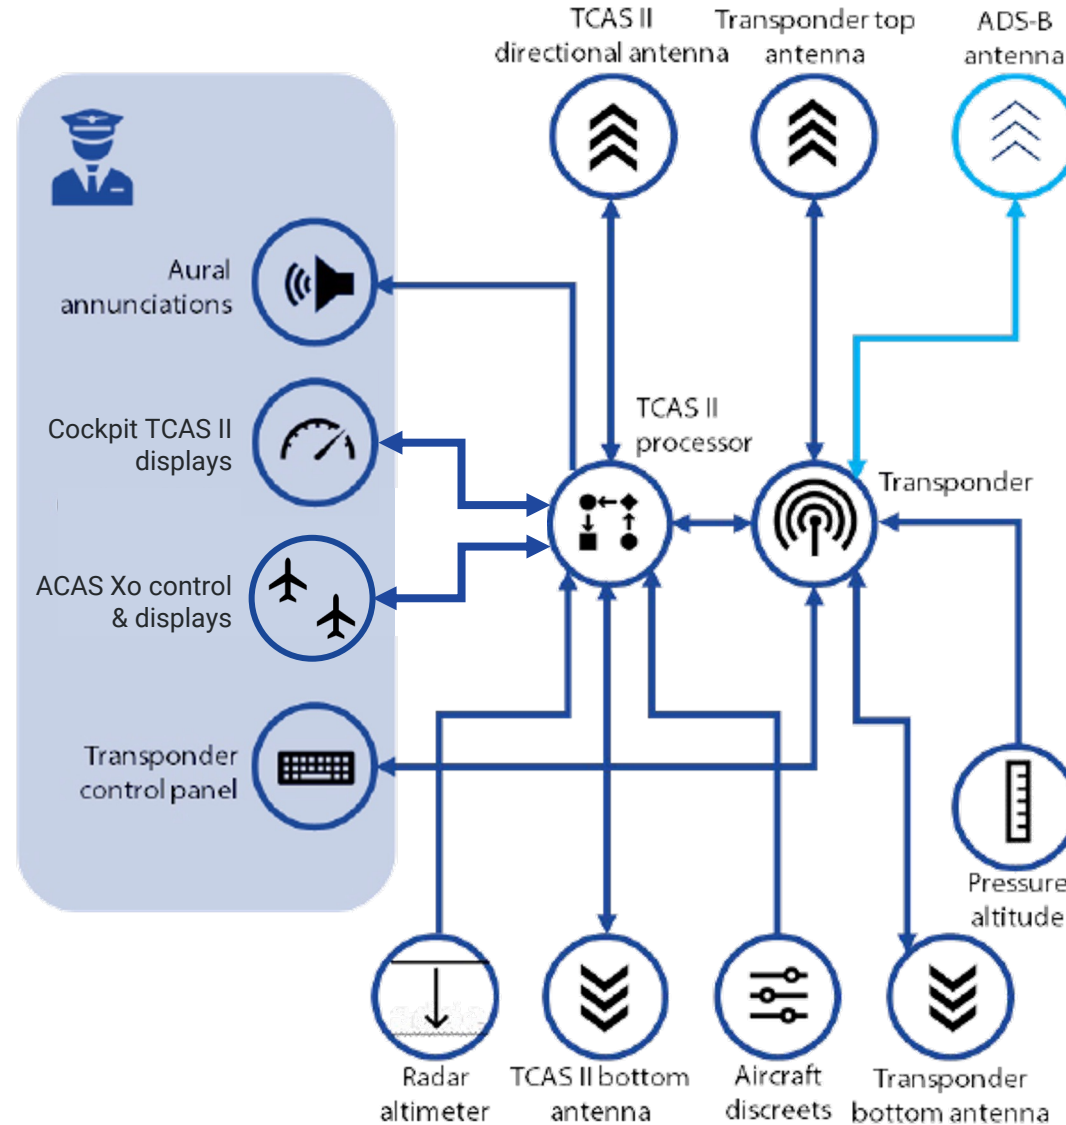 TCAS II
directional antenna
Transponder top
antenna
ADS-B
antenna
Aural
annunciations
Cockpit TCAS II
displays
TCAS II
processor
Transponder
ACAS Xo control
& displays
Transponder
control panel
Pressure
altitude
Radar
altimeter
TCAS II bottom
antenna
Aircraft
discreets
Transponder
bottom antenna